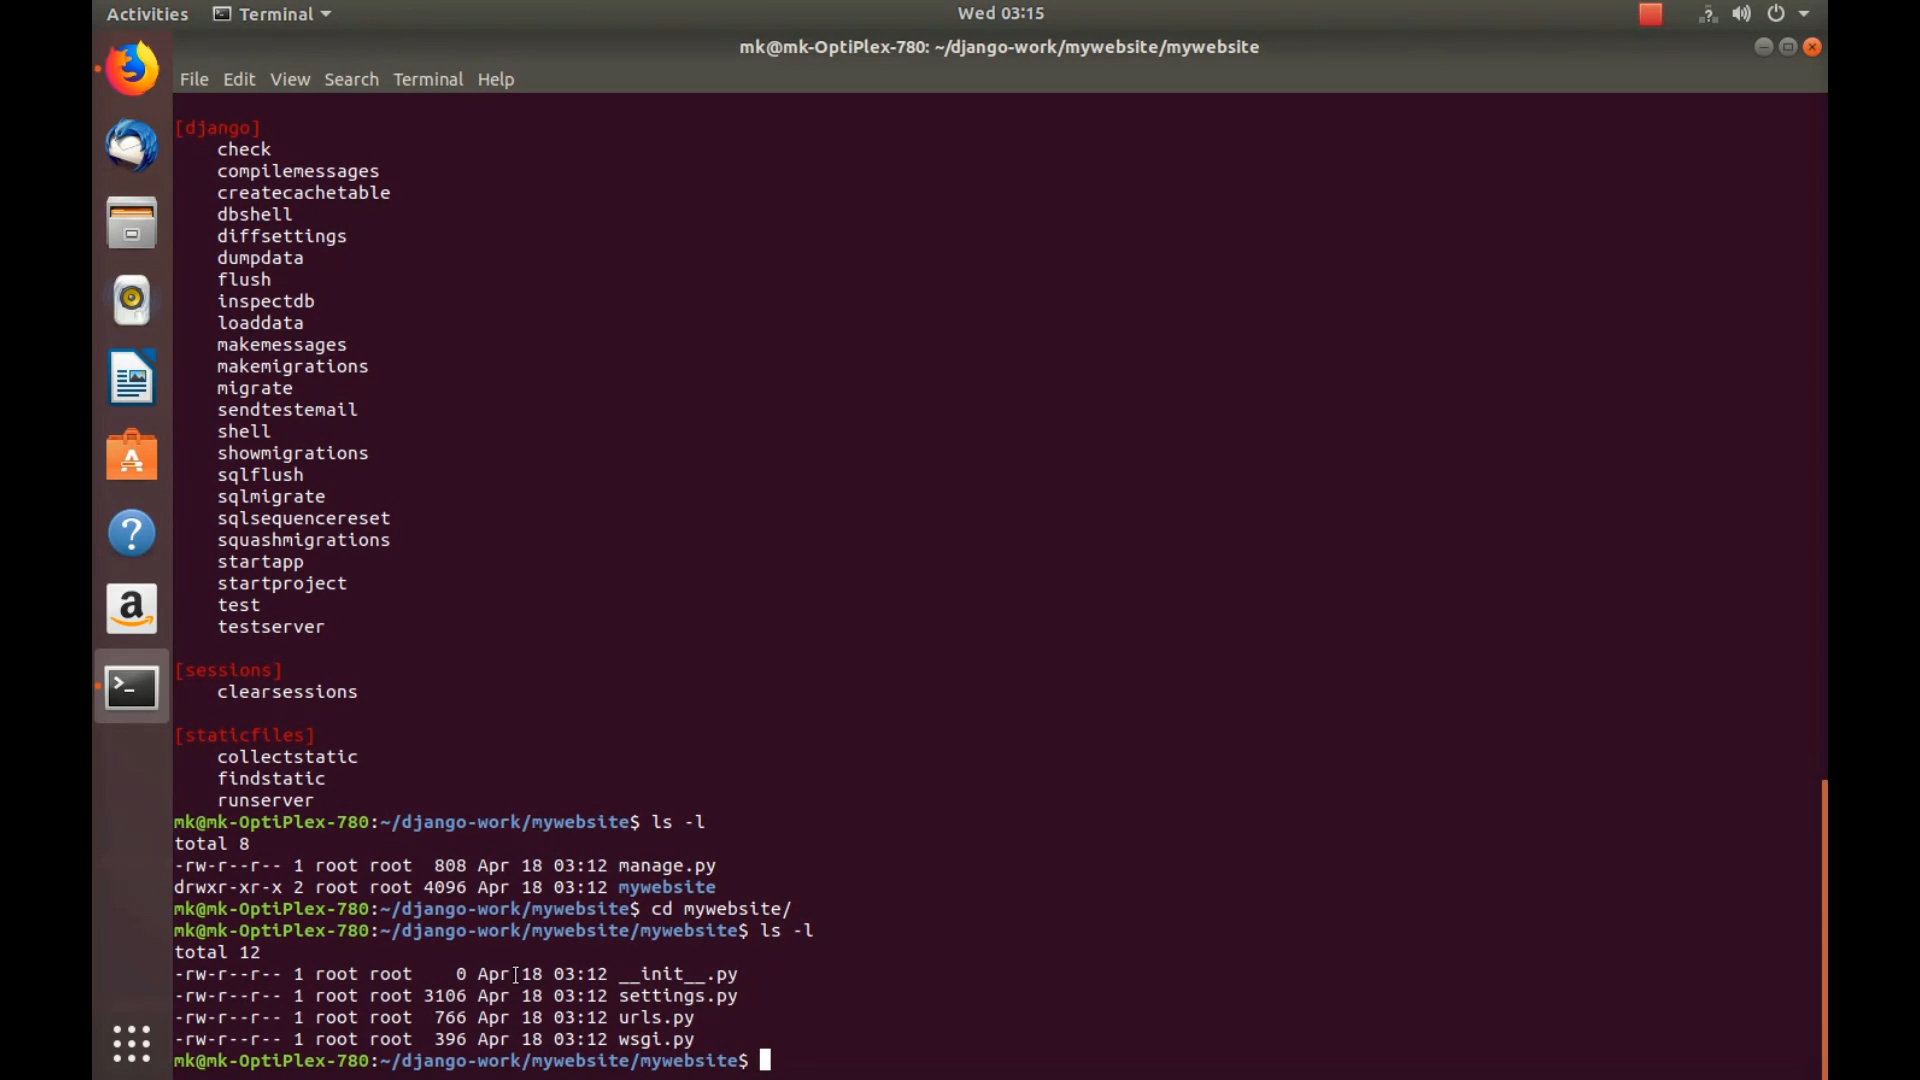 Activities Terminal Wed 03:15
mk@mk-OptiPlex-780: ~/django-work/mywebsite/mywebsite
File Edit View Search Terminal Help
[django]
    check
    compilemessages
    createcachetable
    dbshell
    diffsettings
    dumpdata
    flush
    inspectdb
    loaddata
    makemessages
    makemigrations
    migrate
    sendtestemail
    shell
    showmigrations
    sqlflush
    sqlmigrate
    sqlsequencereset
    squashmigrations
    startapp
    startproject
    test
    testserver
[sessions]
    clearsessions
[staticfiles]
    collectstatic
    findstatic
    runserver
mk@mk-OptiPlex-780:~/django-work/mywebsite$ ls -l
total 8
-rw-r--r-- 1 root root  808 Apr 18 03:12 manage.py
drwxr-xr-x 2 root root 4096 Apr 18 03:12 mywebsite
mk@mk-OptiPlex-780:~/django-work/mywebsite$ cd mywebsite/
mk@mk-OptiPlex-780:~/django-work/mywebsite/mywebsite$ ls -l
total 12
-rw-r--r-- 1 root root    0 Apr 18 03:12 __init__.py
-rw-r--r-- 1 root root 3106 Apr 18 03:12 settings.py
-rw-r--r-- 1 root root  766 Apr 18 03:12 urls.py
-rw-r--r-- 1 root root  396 Apr 18 03:12 wsgi.py
mk@mk-OptiPlex-780:~/django-work/mywebsite/mywebsite$